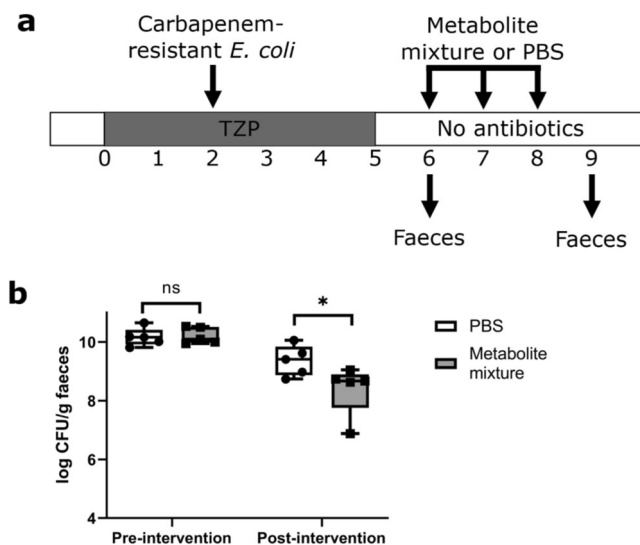 a
Carbapenem-
resistant E. coli
Metabolite
mixture or PBS
TZP
No antibiotics
0 1 2 3 4 5 6 7 8 9
Faeces
Faeces
b
ns
*
PBS
Metabolite
mixture
log CFU/g faeces
10
8
6
4
Pre-intervention
Post-intervention